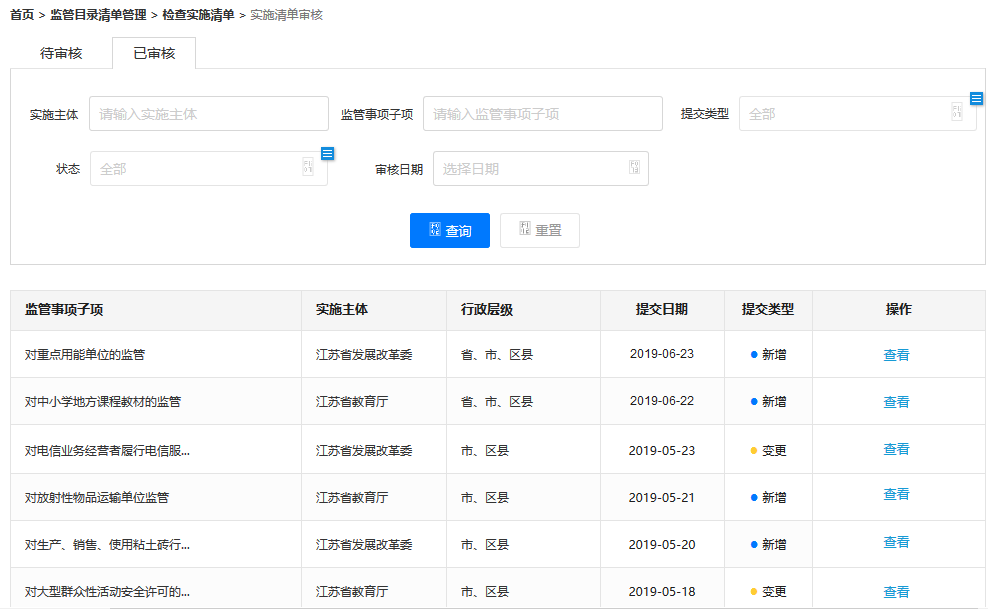 首页 > 监管目录清单管理 > 检查实施清单 > 实施清单审核
待审核 已审核
实施主体 请输入实施主体 监管事项子项 请输入监管事项子项 提交类型 全部
状态 全部 审核日期 选择日期
查询 重置
监管事项子项 实施主体 行政层级 提交日期 提交类型 操作
对重点用能单位的监管 江苏省发展改革委 省、市、区县 2019-06-23 新增 查看
对中小学地方课程教材的监管 江苏省教育厅 省、市、区县 2019-06-22 新增 查看
对电信业务经营者履行电信服... 江苏省发展改革委 市、区县 2019-05-23 变更 查看
对放射性物品运输单位监管 江苏省教育厅 市、区县 2019-05-21 新增 查看
对生产、销售、使用粘土砖行... 江苏省发展改革委 市、区县 2019-05-20 新增 查看
对大型群众性活动安全许可的... 江苏省教育厅 市、区县 2019-05-18 变更 查看